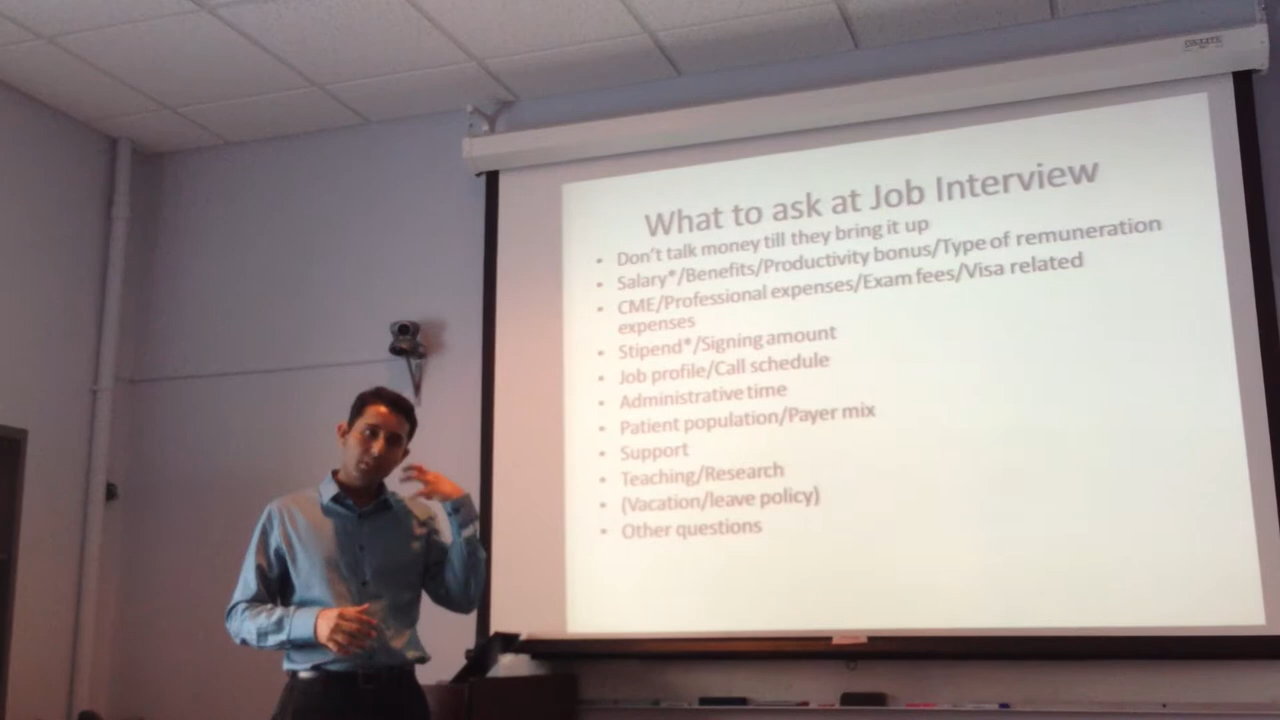 What to ask at Job Interview
• Don't talk money till they bring it up
• Salary*/Benefits/Productivity bonus/Type of remuneration
• CME/Professional expenses/Exam fees/Visa related
expenses
• Stipend*/Signing amount
• Job profile/Call schedule
• Administrative time
• Patient population/Payer mix
• Support
• Teaching/Research
• (Vacation/leave policy)
• Other questions